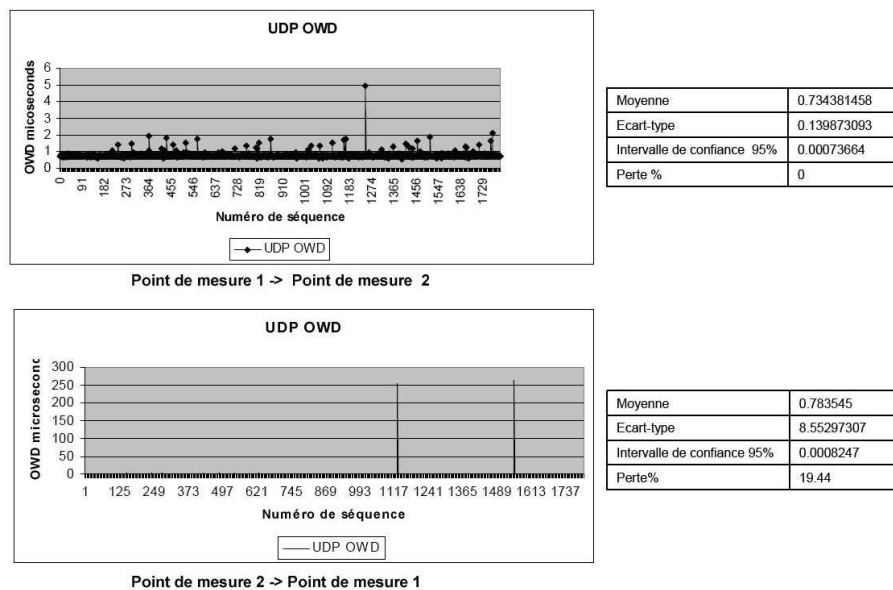 UDP OWD
OWD micoseconds
6
5
4
3
2
1
0
0 91 182 273 364 455 546 637 728 819 910 1001 1092 1183 1274 1365 1456 1547 1638 1729
Numéro de séquence
UDP OWD
Point de mesure 1 -> Point de mesure 2
Moyenne 0.734381458
Ecart-type 0.139873093
Intervalle de confiance 95% 0.00073664
Perte % 0
UDP OWD
OWD microsecond
300
250
200
150
100
50
0
1 125 249 373 497 621 745 869 993 1117 1241 1365 1489 1613 1737
Numéro de séquence
UDP OWD
Point de mesure 2 -> Point de mesure 1
Moyenne 0.783545
Ecart-type 8.55297307
Intervalle de confiance 95% 0.0008247
Perte% 19.44